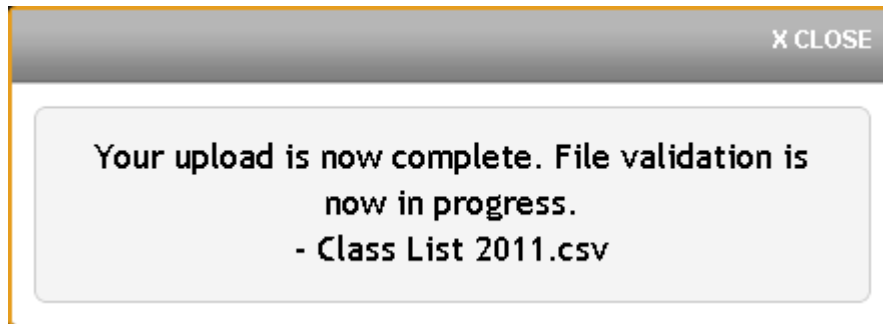 X CLOSE
Your upload is now complete. File validation is
now in progress.
- Class List 2011.csv